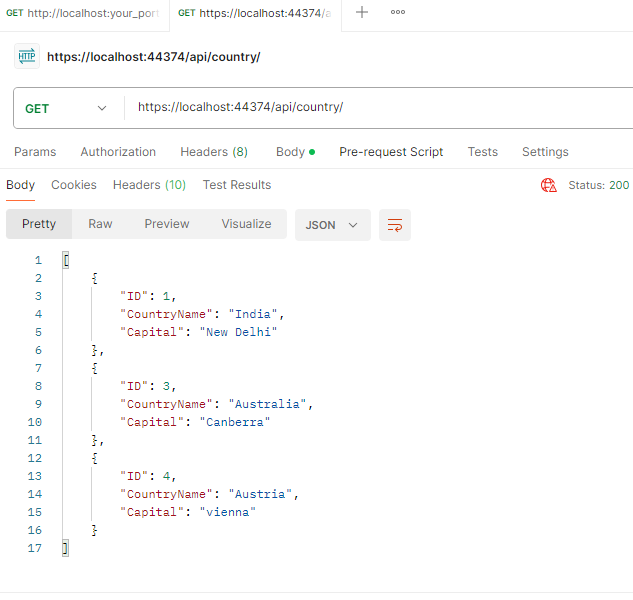 GET http://localhost:your_port GET https://localhost:44374/a
HTTP https://localhost:44374/api/country/
GET https://localhost:44374/api/country/
Params Authorization Headers (8) Body Pre-request Script Tests Settings
Body Cookies Headers (10) Test Results Status: 200
Pretty Raw Preview Visualize JSON
1 [
2 {
3 "ID": 1,
4 "CountryName": "India",
5 "Capital": "New Delhi"
6 },
7 {
8 "ID": 3,
9 "CountryName": "Australia",
10 "Capital": "Canberra"
11 },
12 {
13 "ID": 4,
14 "CountryName": "Austria",
15 "Capital": "vienna"
16 }
17 ]